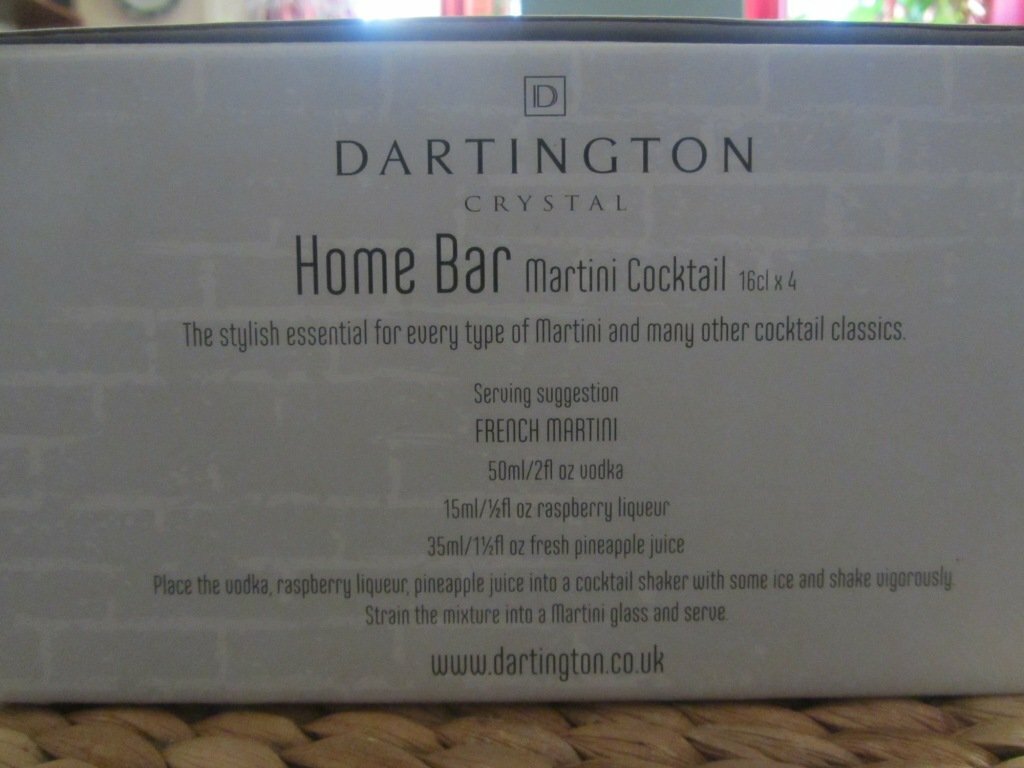 D
DARTINGTON
CRYSTAL
Home Bar Martini Cocktail 16cl x 4
The stylish essential for every type of Martini and many other cocktail classics.
Serving suggestion
FRENCH MARTINI
50ml/2fl oz vodka
15ml/½fl oz raspberry liqueur
35ml/1½fl oz fresh pineapple juice
Place the vodka, raspberry liqueur, pineapple juice into a cocktail shaker with some ice and shake vigorously.
Strain the mixture into a Martini glass and serve.
www.dartington.co.uk